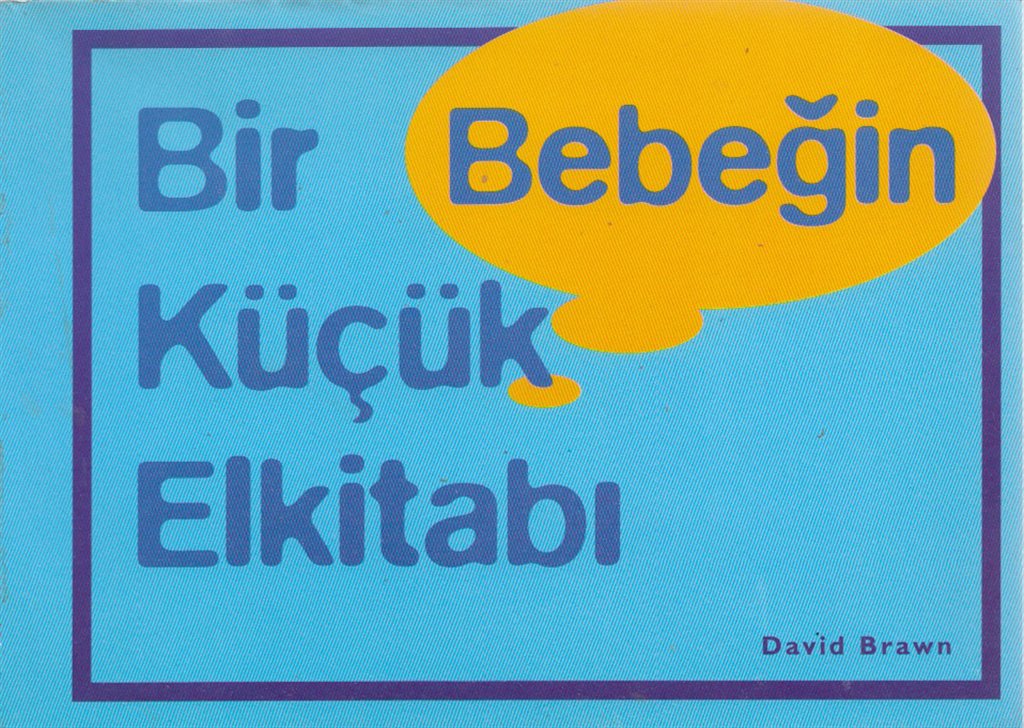 Bir Bebeğin
Küçük
Elkitabı
David Brawn